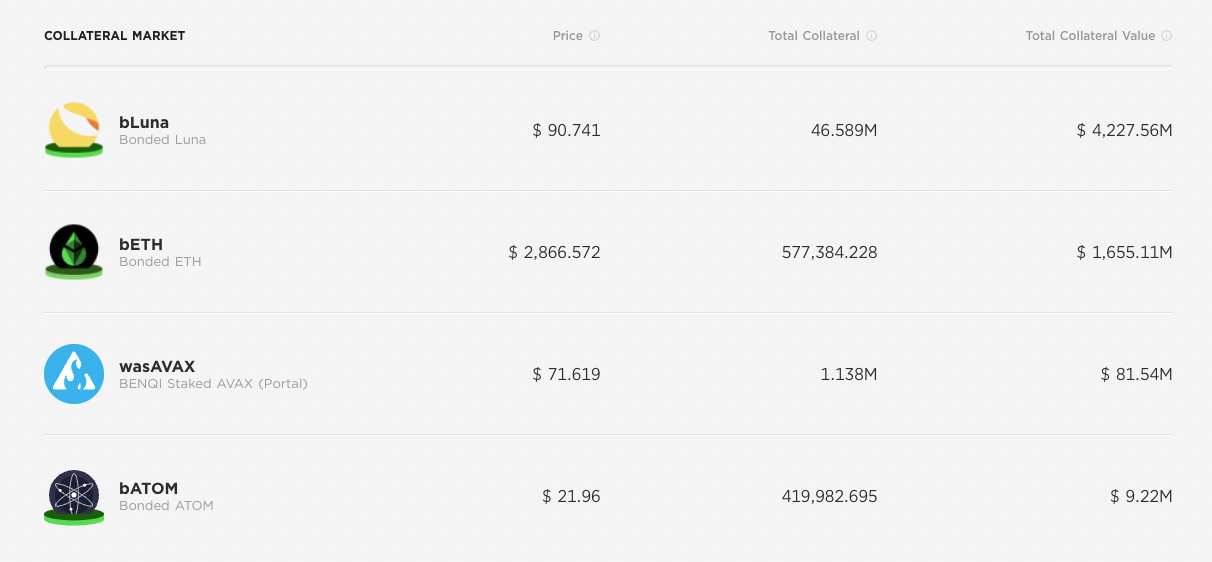 COLLATERAL MARKET Price Total Collateral Total Collateral Value
bLuna
Bonded Luna
$ 90.741 46.589M $ 4,227.56M
bETH
Bonded ETH
$ 2,866.572 577,384.228 $ 1,655.11M
wasAVAX
BENQI Staked AVAX (Portal)
$ 71.619 1.138M $ 81.54M
bATOM
Bonded ATOM
$ 21.96 419,982.695 $ 9.22M